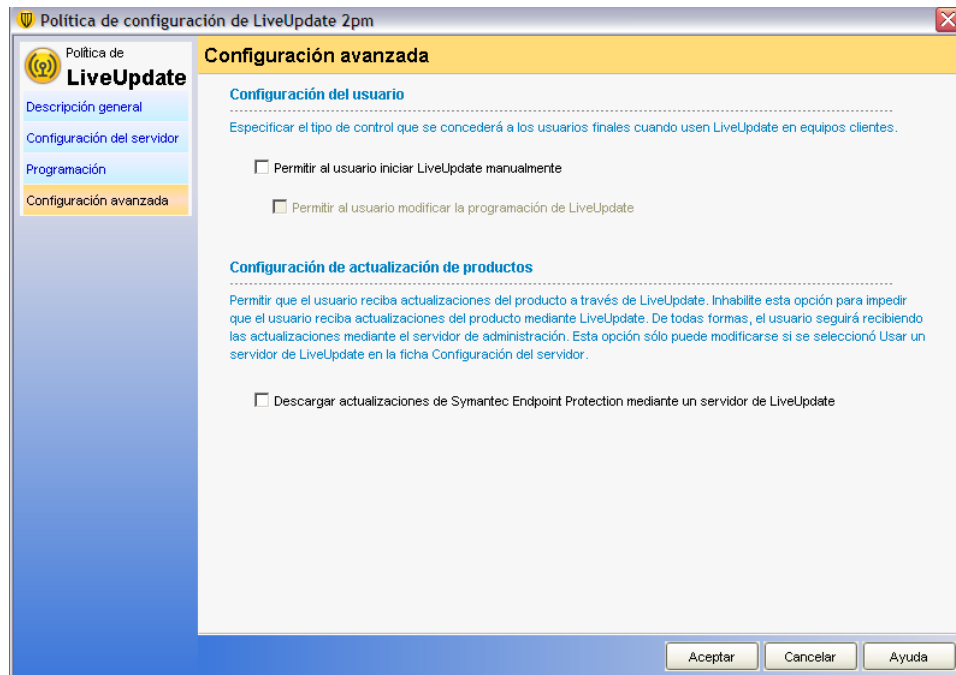 Política de configuración de LiveUpdate 2pm
Política de
LiveUpdate
Descripción general
Configuración del servidor
Programación
Configuración avanzada
Configuración avanzada
Configuración del usuario
Especificar el tipo de control que se concederá a los usuarios finales cuando usen LiveUpdate en equipos clientes.
Permitir al usuario iniciar LiveUpdate manualmente
Permitir al usuario modificar la programación de LiveUpdate
Configuración de actualización de productos
Permitir que el usuario reciba actualizaciones del producto a través de LiveUpdate. Inhabilite esta opción para impedir
que el usuario reciba actualizaciones del producto mediante LiveUpdate. De todas formas, el usuario seguirá recibiendo
las actualizaciones mediante el servidor de administración. Esta opción sólo puede modificarse si se seleccionó Usar un
servidor de LiveUpdate en la ficha Configuración del servidor.
Descargar actualizaciones de Symantec Endpoint Protection mediante un servidor de LiveUpdate
Aceptar
Cancelar
Ayuda